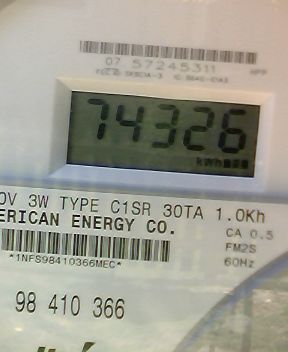 07 57245311
74326
0V 3W TYPE C1SR 30TA 1.0Kh
ERICAN ENERGY CO.
CA 0.5
FM2S
*1NFS98410366MEC*
60Hz
98 410 366